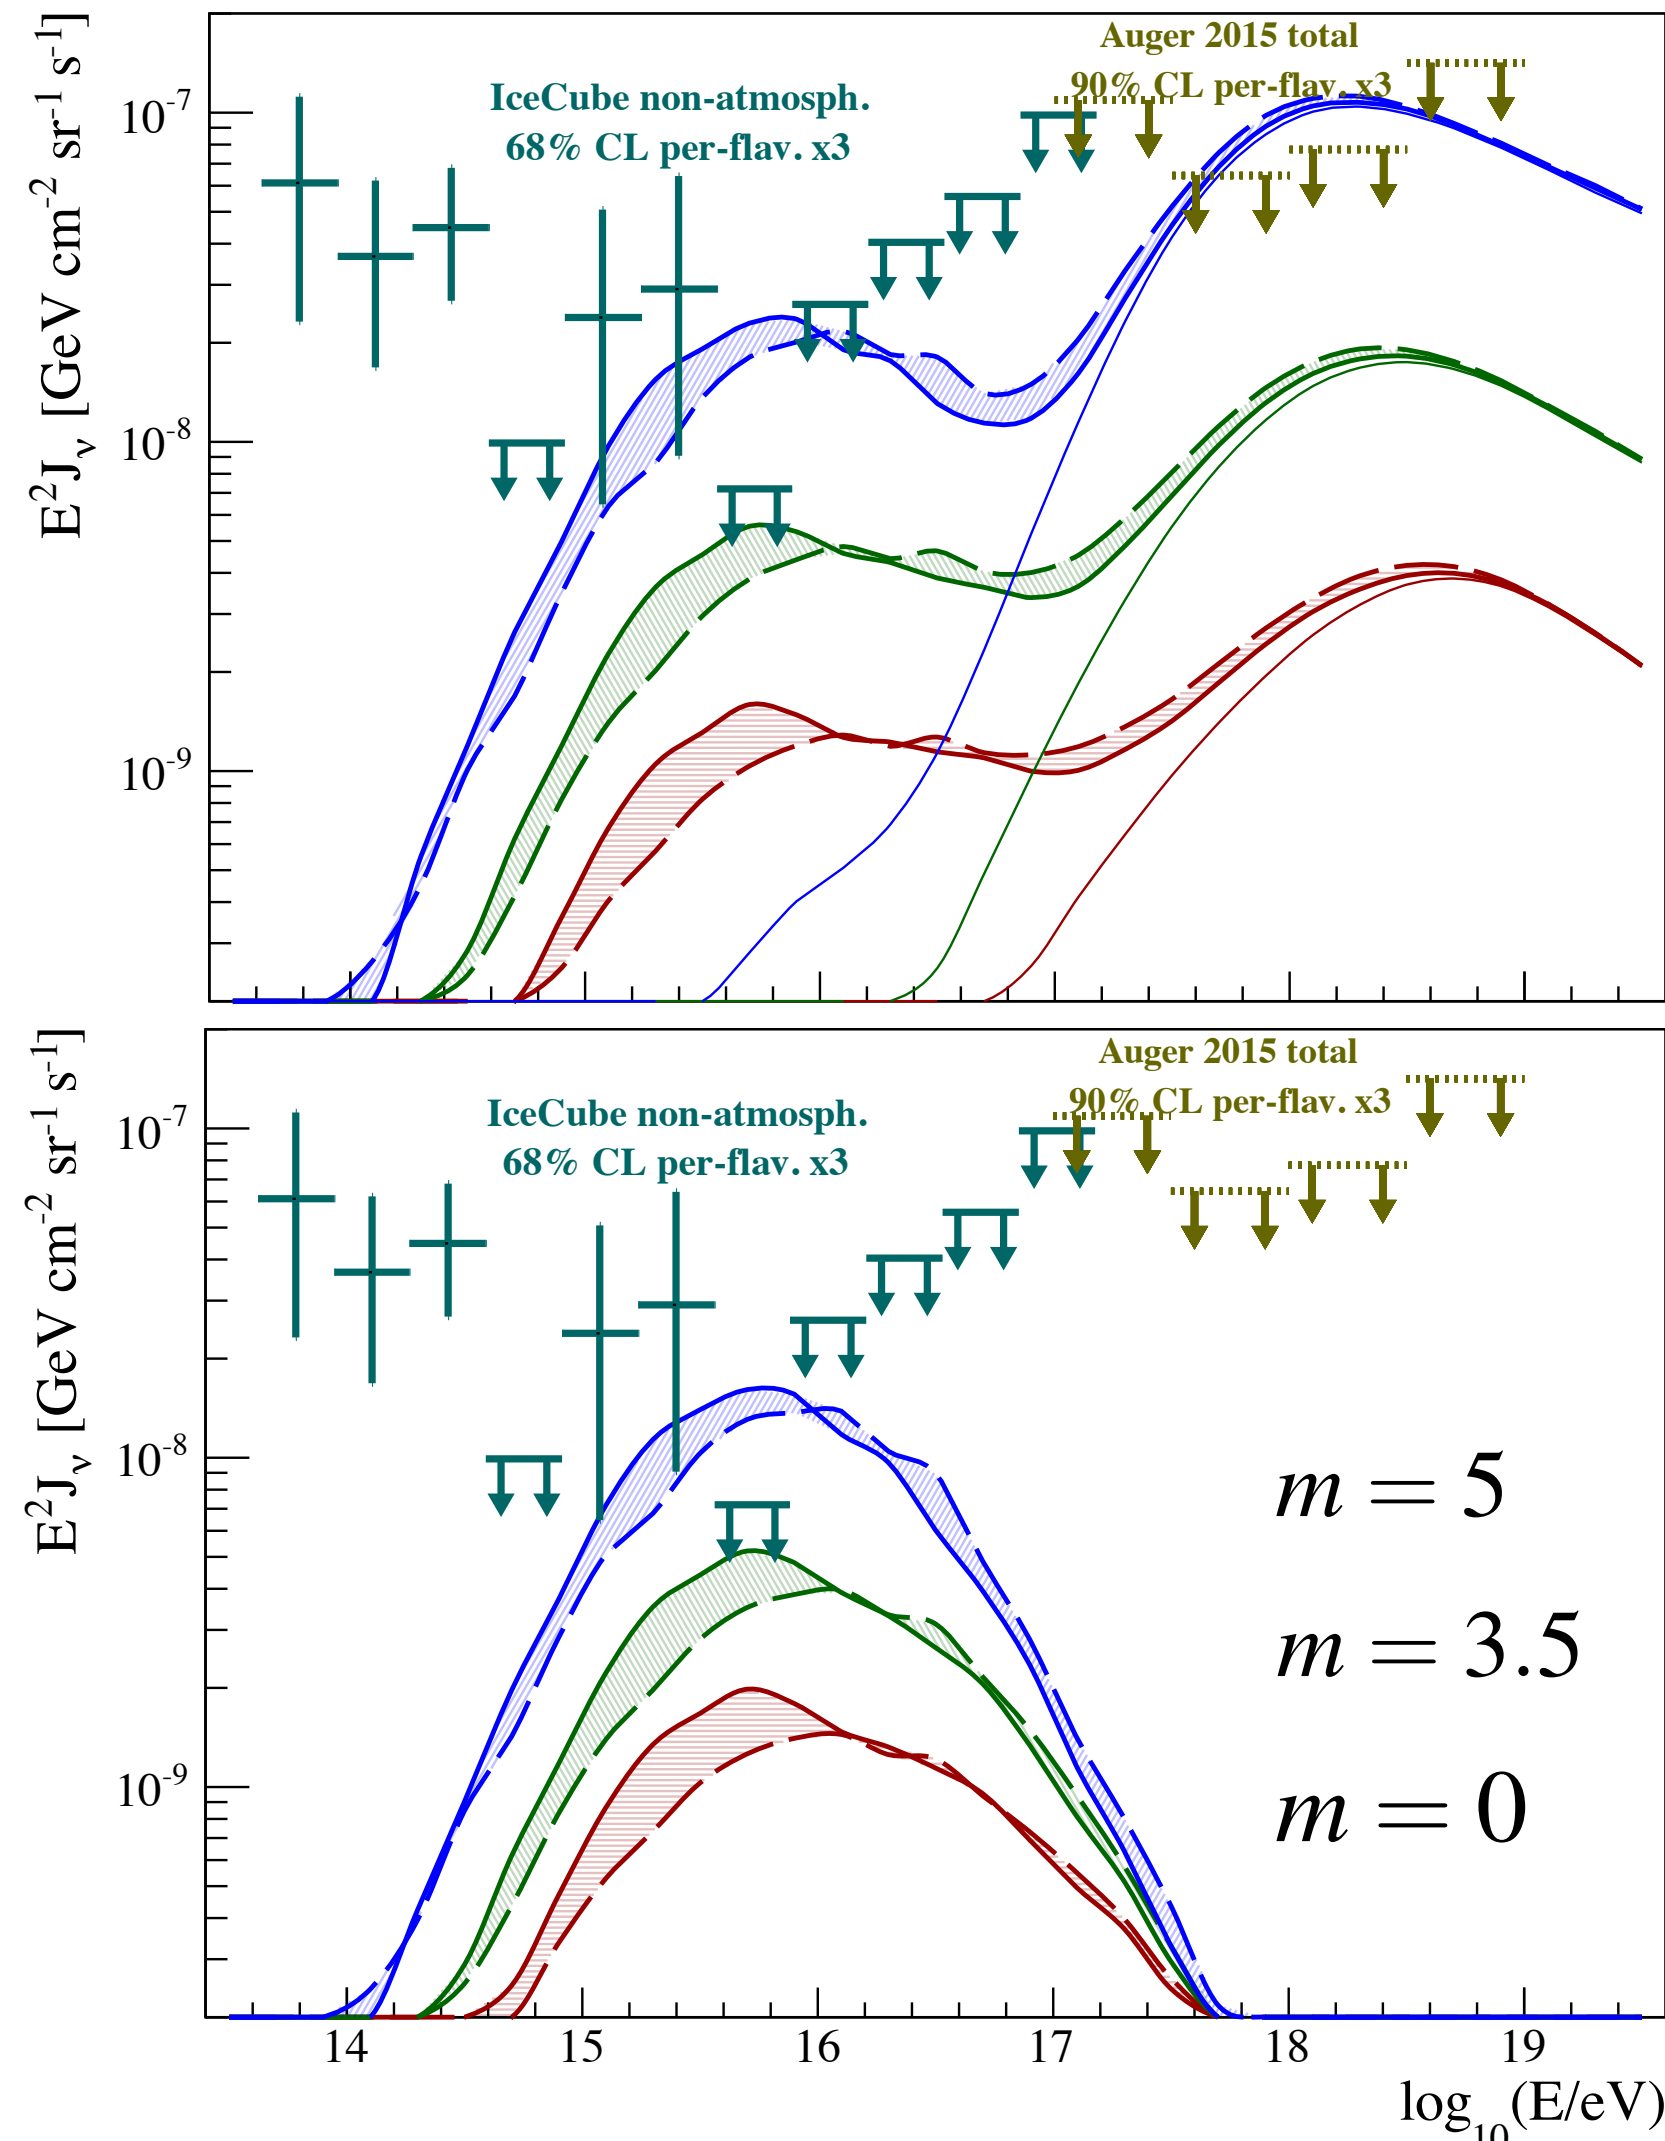 Auger 2015 total
90% CL per-flav. x3
IceCube non-atmosph.
68% CL per-flav. x3
E²Jᵥ [GeV cm⁻² sr⁻¹ s⁻¹]
10⁻⁷
10⁻⁸
10⁻⁹
Auger 2015 total
90% CL per-flav. x3
IceCube non-atmosph.
68% CL per-flav. x3
E²Jᵥ [GeV cm⁻² sr⁻¹ s⁻¹]
10⁻⁷
10⁻⁸
10⁻⁹
m = 5
m = 3.5
m = 0
14 15 16 17 18 19
log₁₀(E/eV)